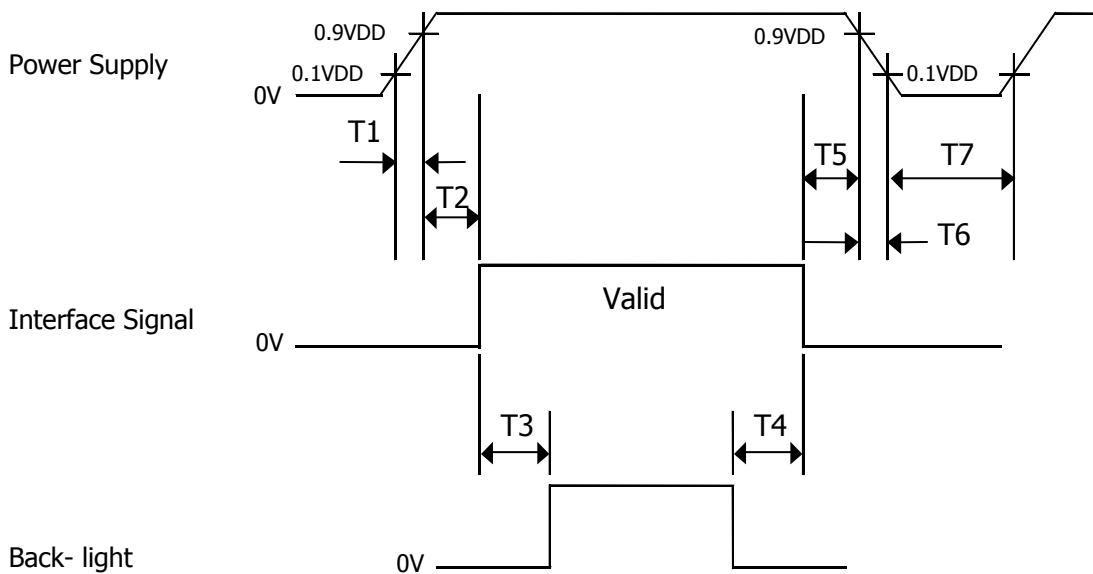 0.9VDD
0.9VDD
Power Supply
0.1VDD
0.1VDD
0V
T1
T5
T7
T2
T6
Valid
Interface Signal
0V
T3
T4
Back- light
0V